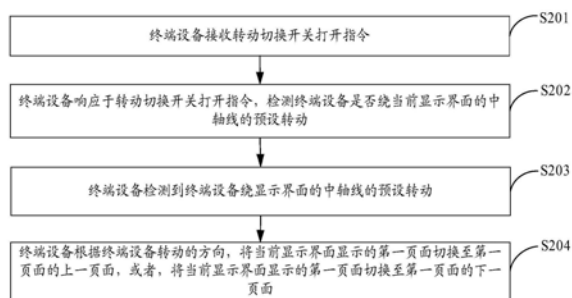 终端设备接收转动切换开关打开指令
S201
终端设备响应于转动切换开关打开指令，检测终端设备是否绕当前显示界面的中
轴线的预设转动
S202
终端设备检测到终端设备绕显示界面的中轴线的预设转动
S203
终端设备根据终端设备转动的方向，将当前显示界面显示的第一页面切换至第一
页面的上一页面，或者，将当前显示界面显示的第一页面切换至第一页面的下一
页面
S204